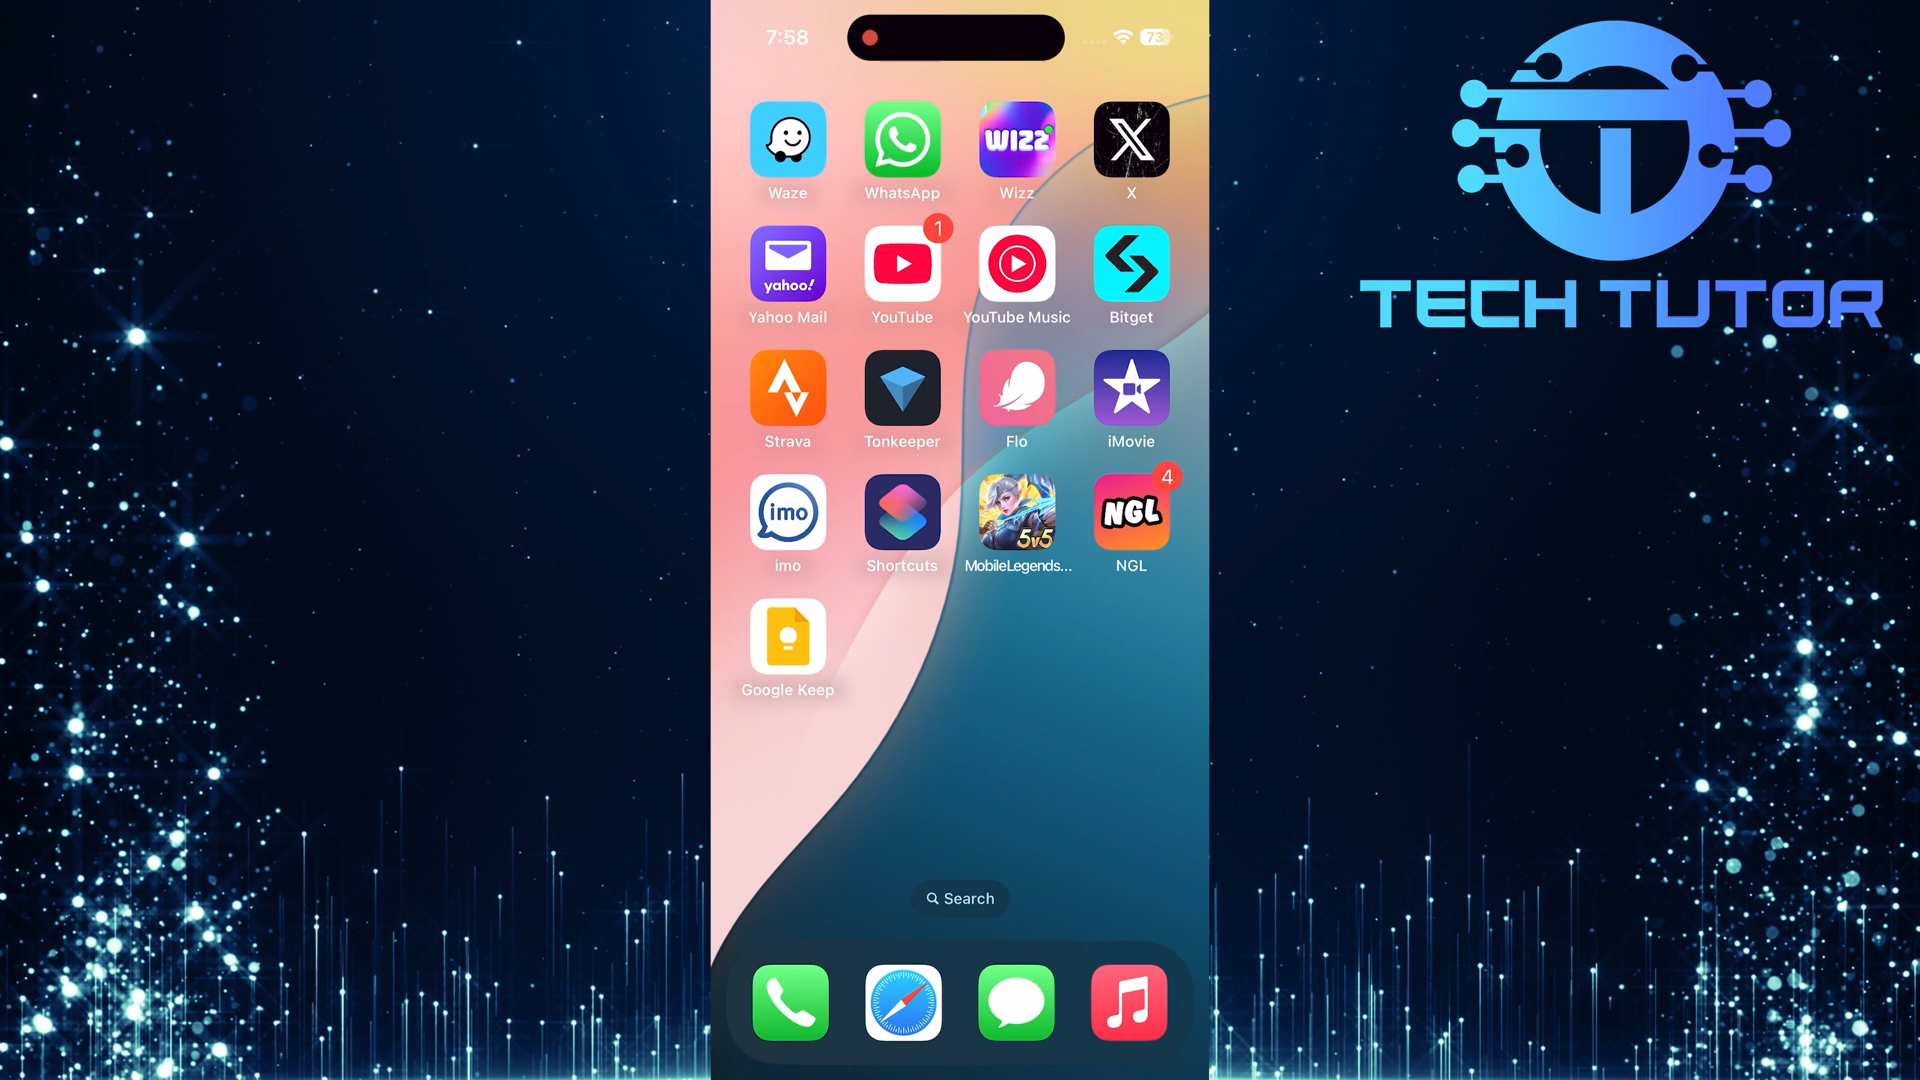 7:58
73
TECH TUTOR
WIZZ
Waze
WhatsApp
Wizz
X
yahoo!
1
Yahoo Mail
YouTube
YouTube Music
Bitget
Strava
Tonkeeper
Flo
iMovie
imo
5v5
NGL
4
imo
Shortcuts
MobileLegends...
NGL
Google Keep
Search